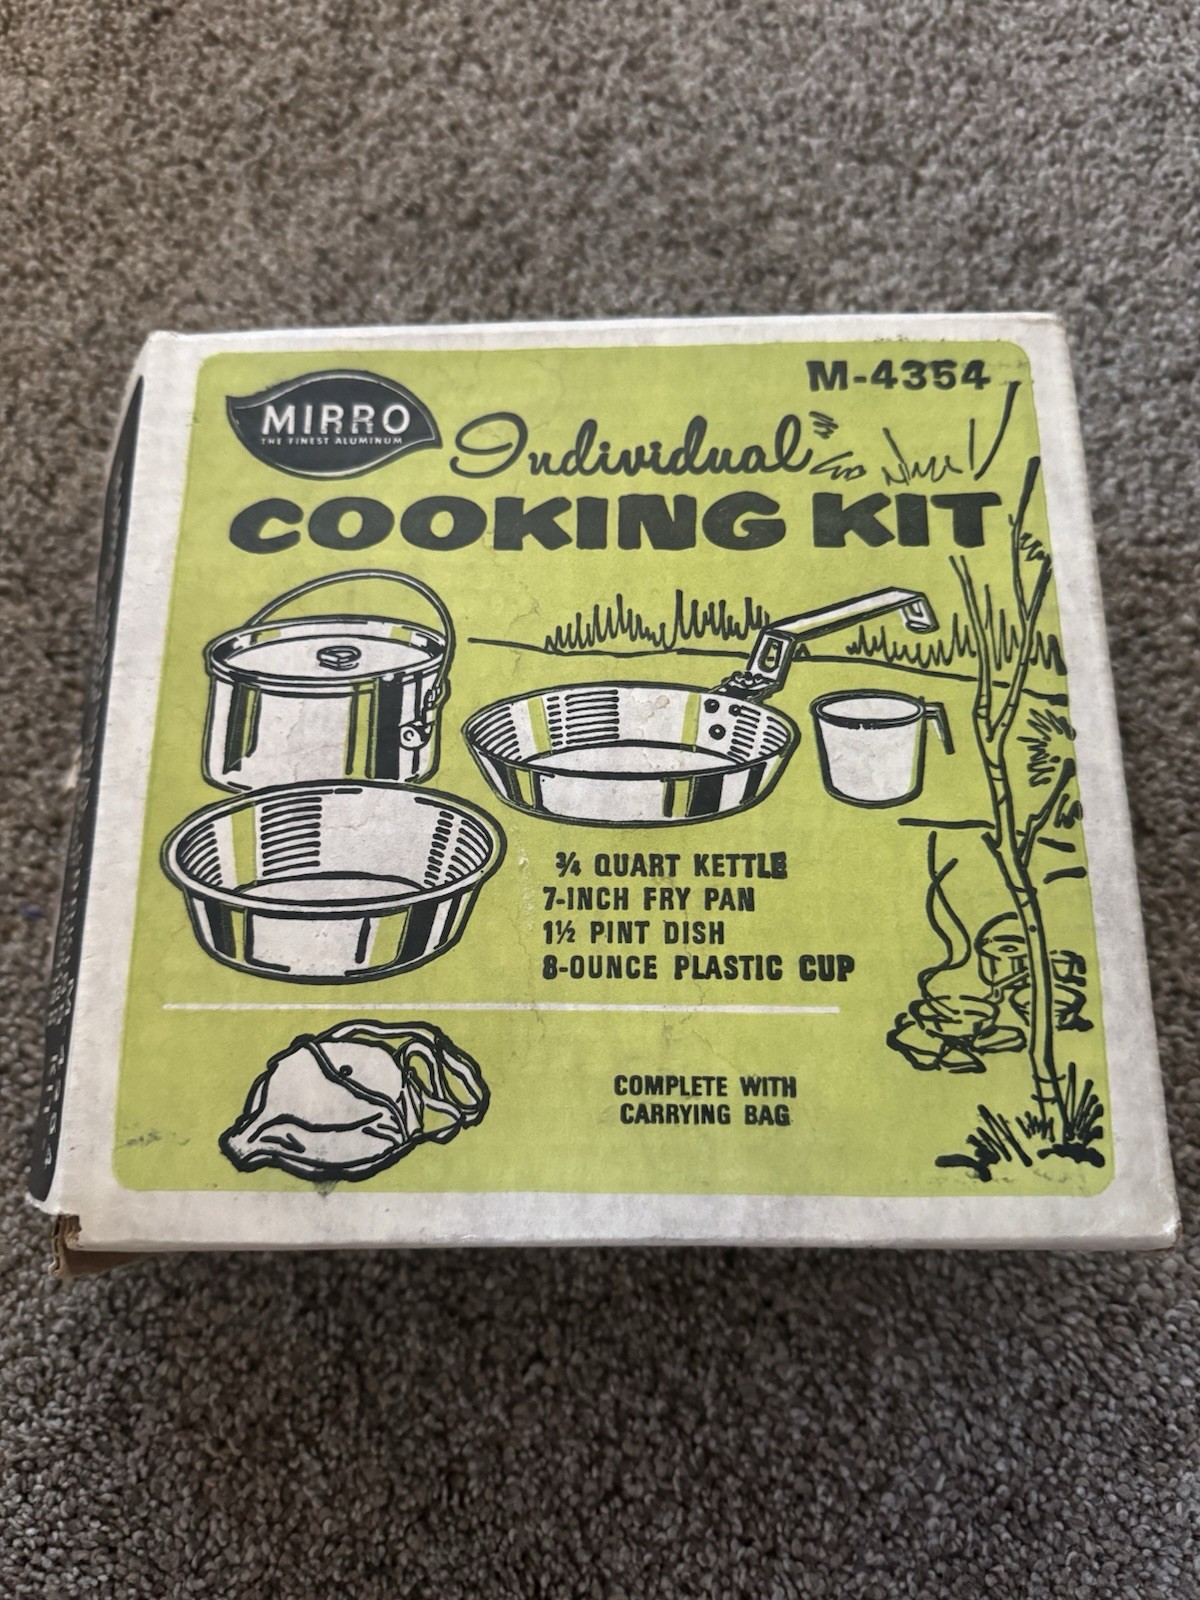 M-4354
MIRRO
THE FINEST ALUMINUM
Individual
COOKING KIT
¾ QUART KETTLE
7-INCH FRY PAN
1½ PINT DISH
8-OUNCE PLASTIC CUP
COMPLETE WITH
CARRYING BAG